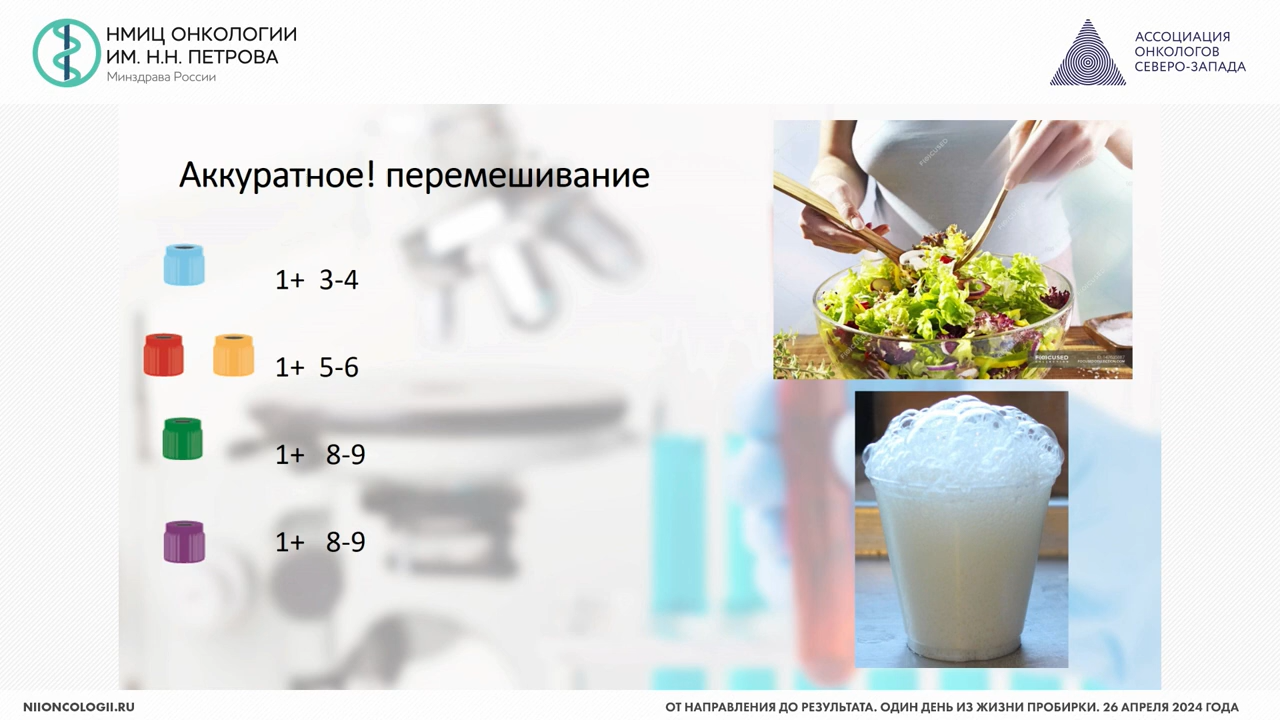 НМИЦ ОНКОЛОГИИ
ИМ. Н.Н. ПЕТРОВА
Минздрава России
АССОЦИАЦИЯ
ОНКОЛОГОВ
СЕВЕРО-ЗАПАДА
Аккуратное! перемешивание
1+ 3-4
1+ 5-6
1+ 8-9
1+ 8-9
NIIONCOLOGII.RU
ОТ НАПРАВЛЕНИЯ ДО РЕЗУЛЬТАТА. ОДИН ДЕНЬ ИЗ ЖИЗНИ ПРОБИРКИ. 26 АПРЕЛЯ 2024 ГОДА